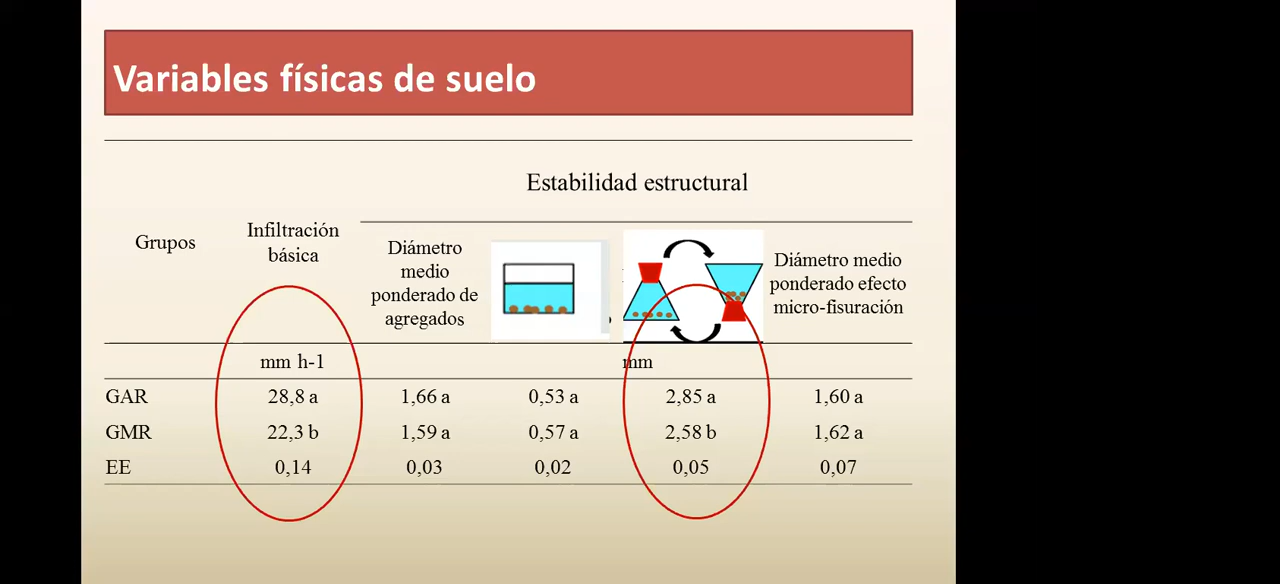 Variables físicas de suelo
Estabilidad estructural
Grupos
Infiltración
básica
Diámetro
medio
ponderado de
agregados
Diámetro medio
ponderado efecto
micro-fisuración
mm h-1
mm
GAR 28,8 a 1,66 a 0,53 a 2,85 a 1,60 a
GMR 22,3 b 1,59 a 0,57 a 2,58 b 1,62 a
EE 0,14 0,03 0,02 0,05 0,07